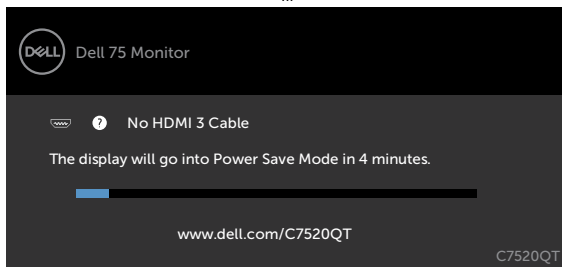 ...
DELL
Dell 75 Monitor
? No HDMI 3 Cable
The display will go into Power Save Mode in 4 minutes.
www.dell.com/C7520QT
C7520QT